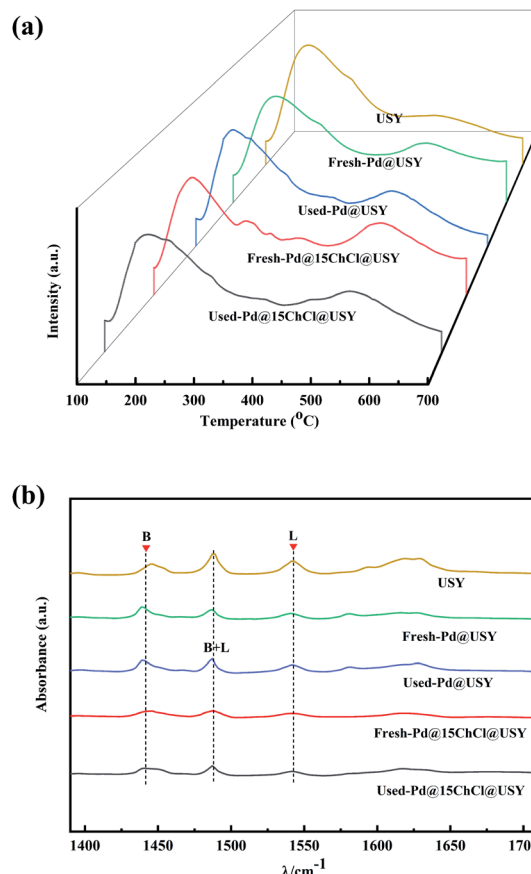 (a)
USY
Fresh-Pd@USY
Used-Pd@USY
Fresh-Pd@15ChCl@USY
Used-Pd@15ChCl@USY
Intensity (a.u.)
100 200 300 400 500 600 700
Temperature (°C)
(b)
B L
USY
Fresh-Pd@USY
B+L
Used-Pd@USY
Fresh-Pd@15ChCl@USY
Used-Pd@15ChCl@USY
Absorbance (a.u.)
1400 1450 1500 1550 1600 1650
λ/cm⁻¹